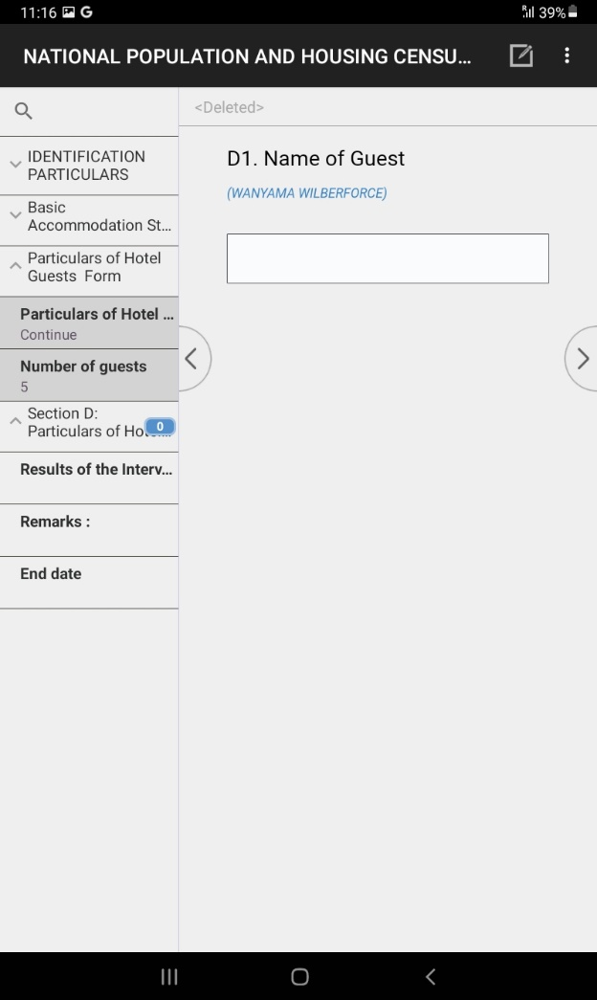 11:16 G R 39%
NATIONAL POPULATION AND HOUSING CENSU...
<Deleted>
IDENTIFICATION
PARTICULARS
Basic
Accommodation St...
Particulars of Hotel
Guests Form
Particulars of Hotel ...
Continue
Number of guests
5
Section D:
Particulars of Hot... 0
Results of the Interv...
Remarks :
End date
D1. Name of Guest
(WANYAMA WILBERFORCE)